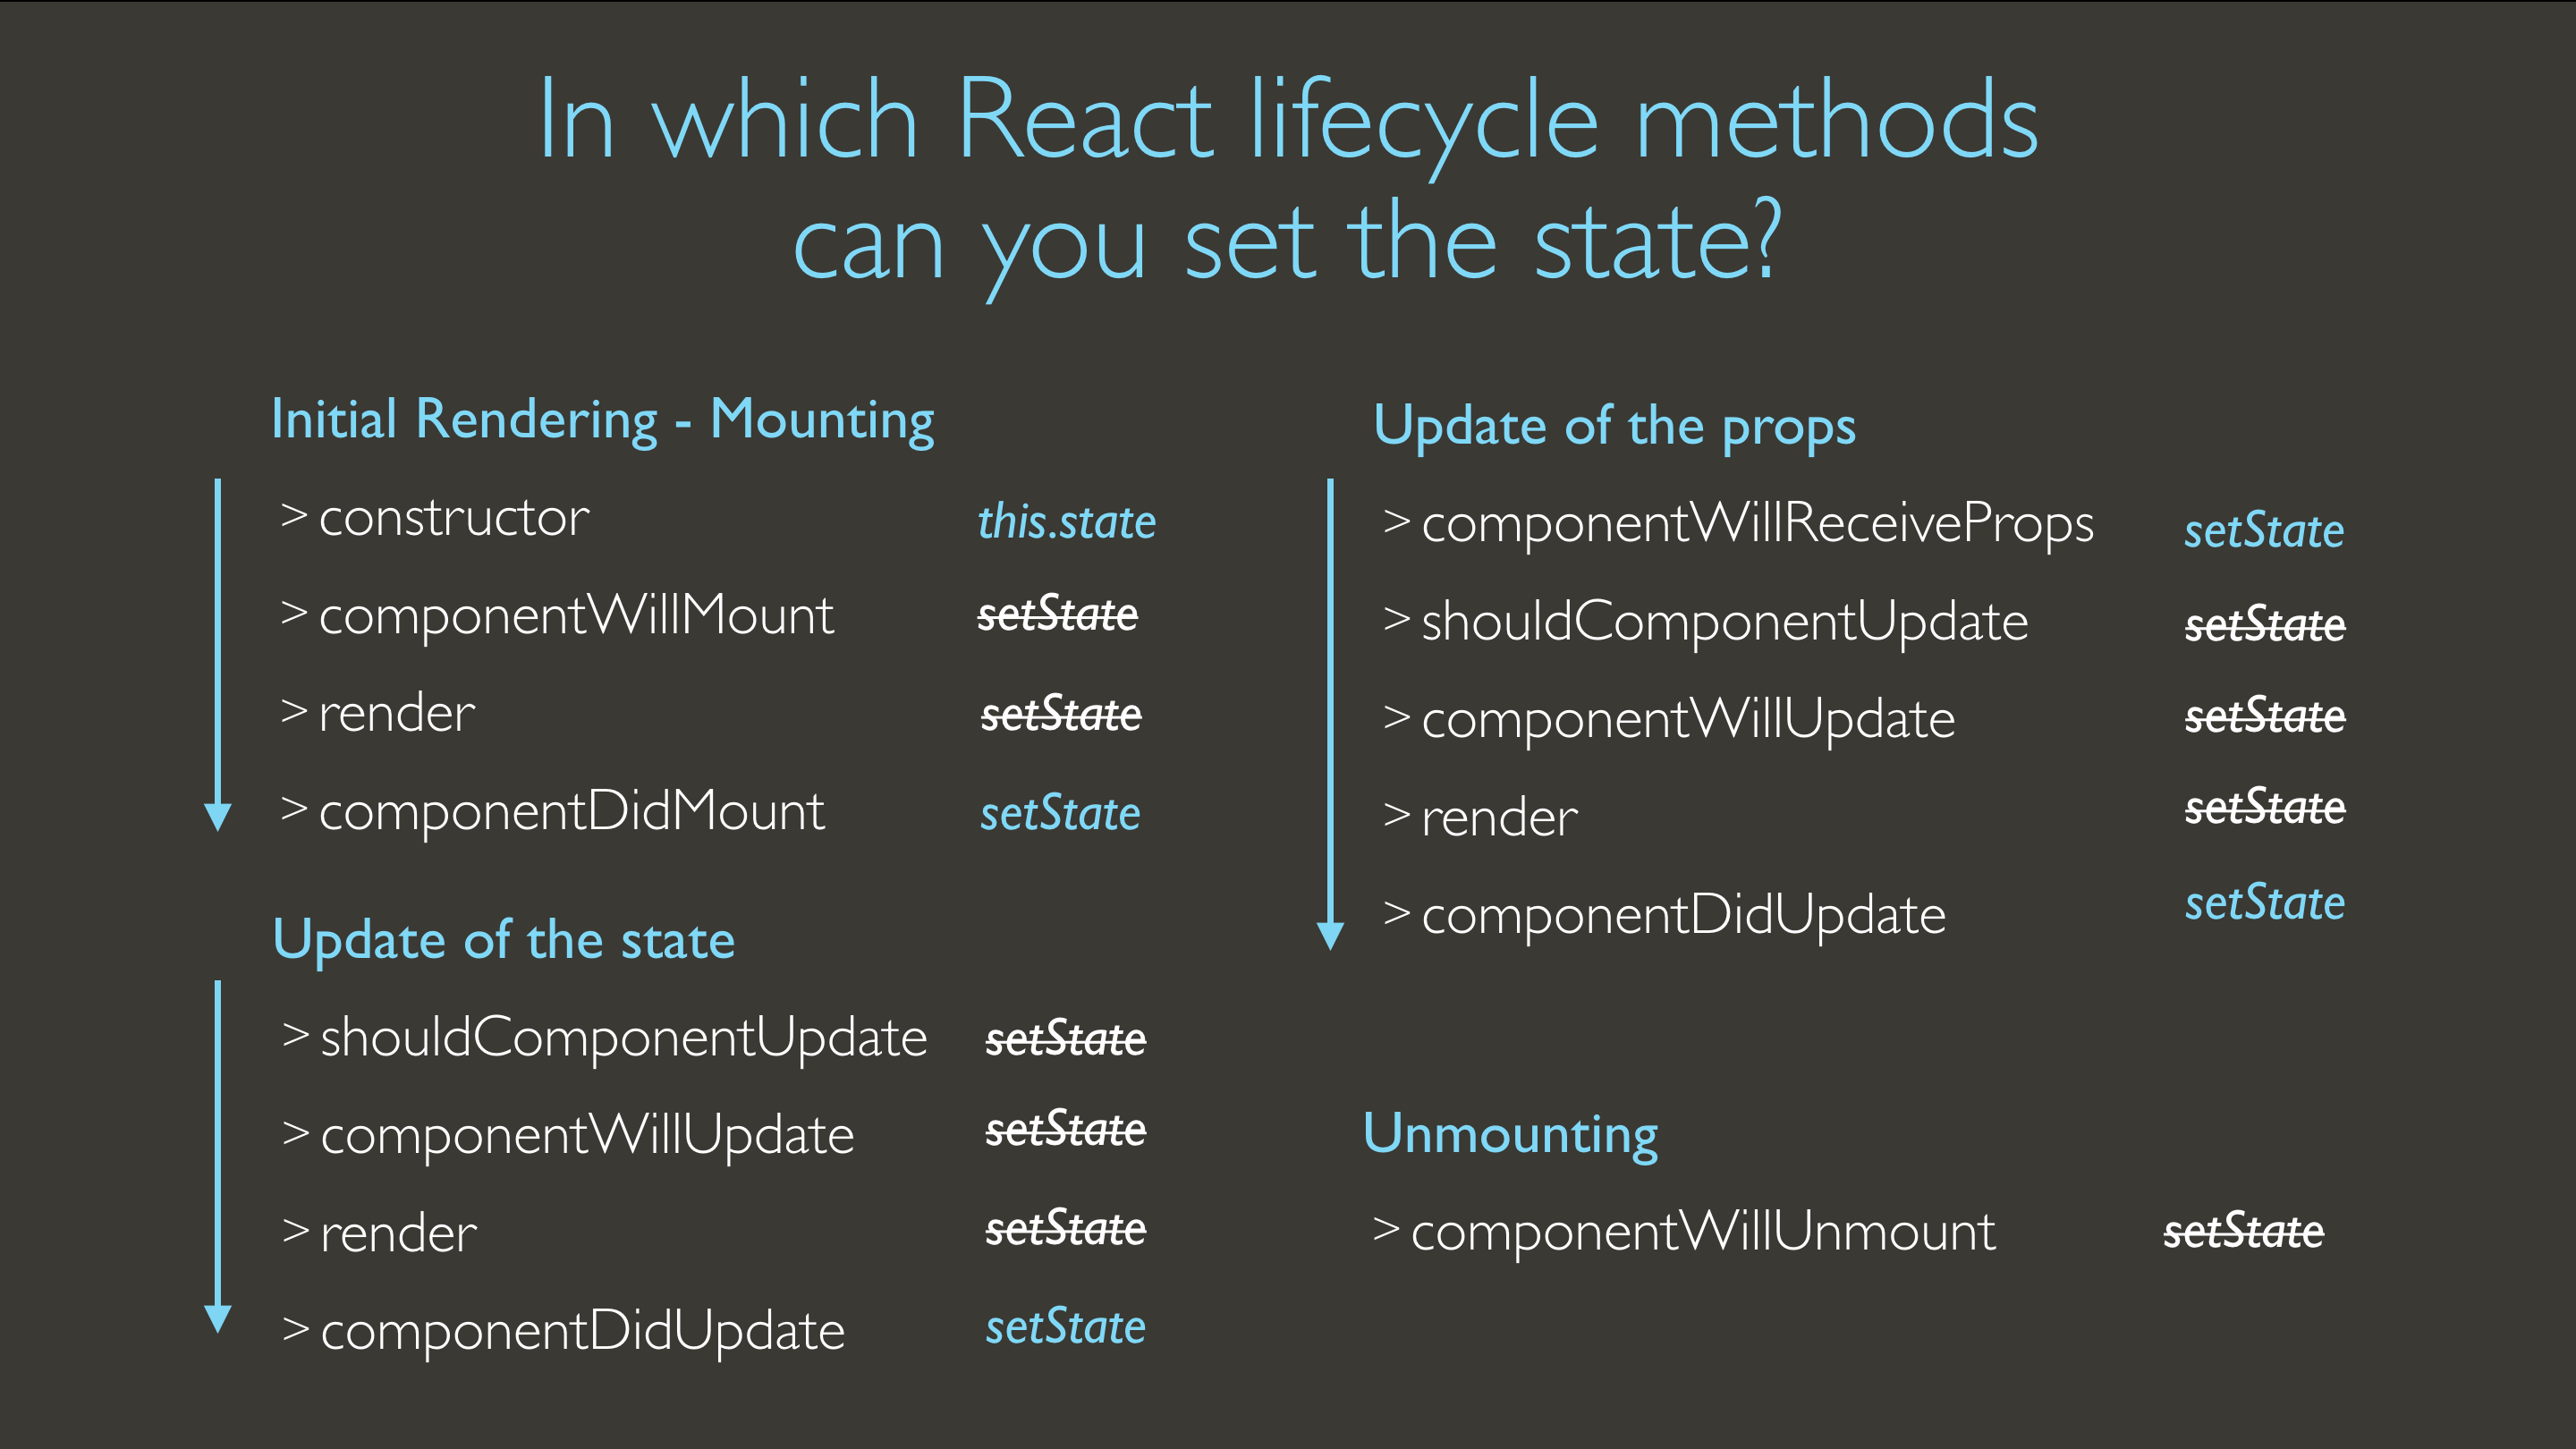 In which React lifecycle methods
can you set the state?
Initial Rendering - Mounting
> constructor this.state
> componentWillMount setState
> render setState
> componentDidMount setState
Update of the state
> shouldComponentUpdate setState
> componentWillUpdate setState
> render setState
> componentDidUpdate setState
Update of the props
> componentWillReceiveProps setState
> shouldComponentUpdate setState
> componentWillUpdate setState
> render setState
> componentDidUpdate setState
Unmounting
> componentWillUnmount setState